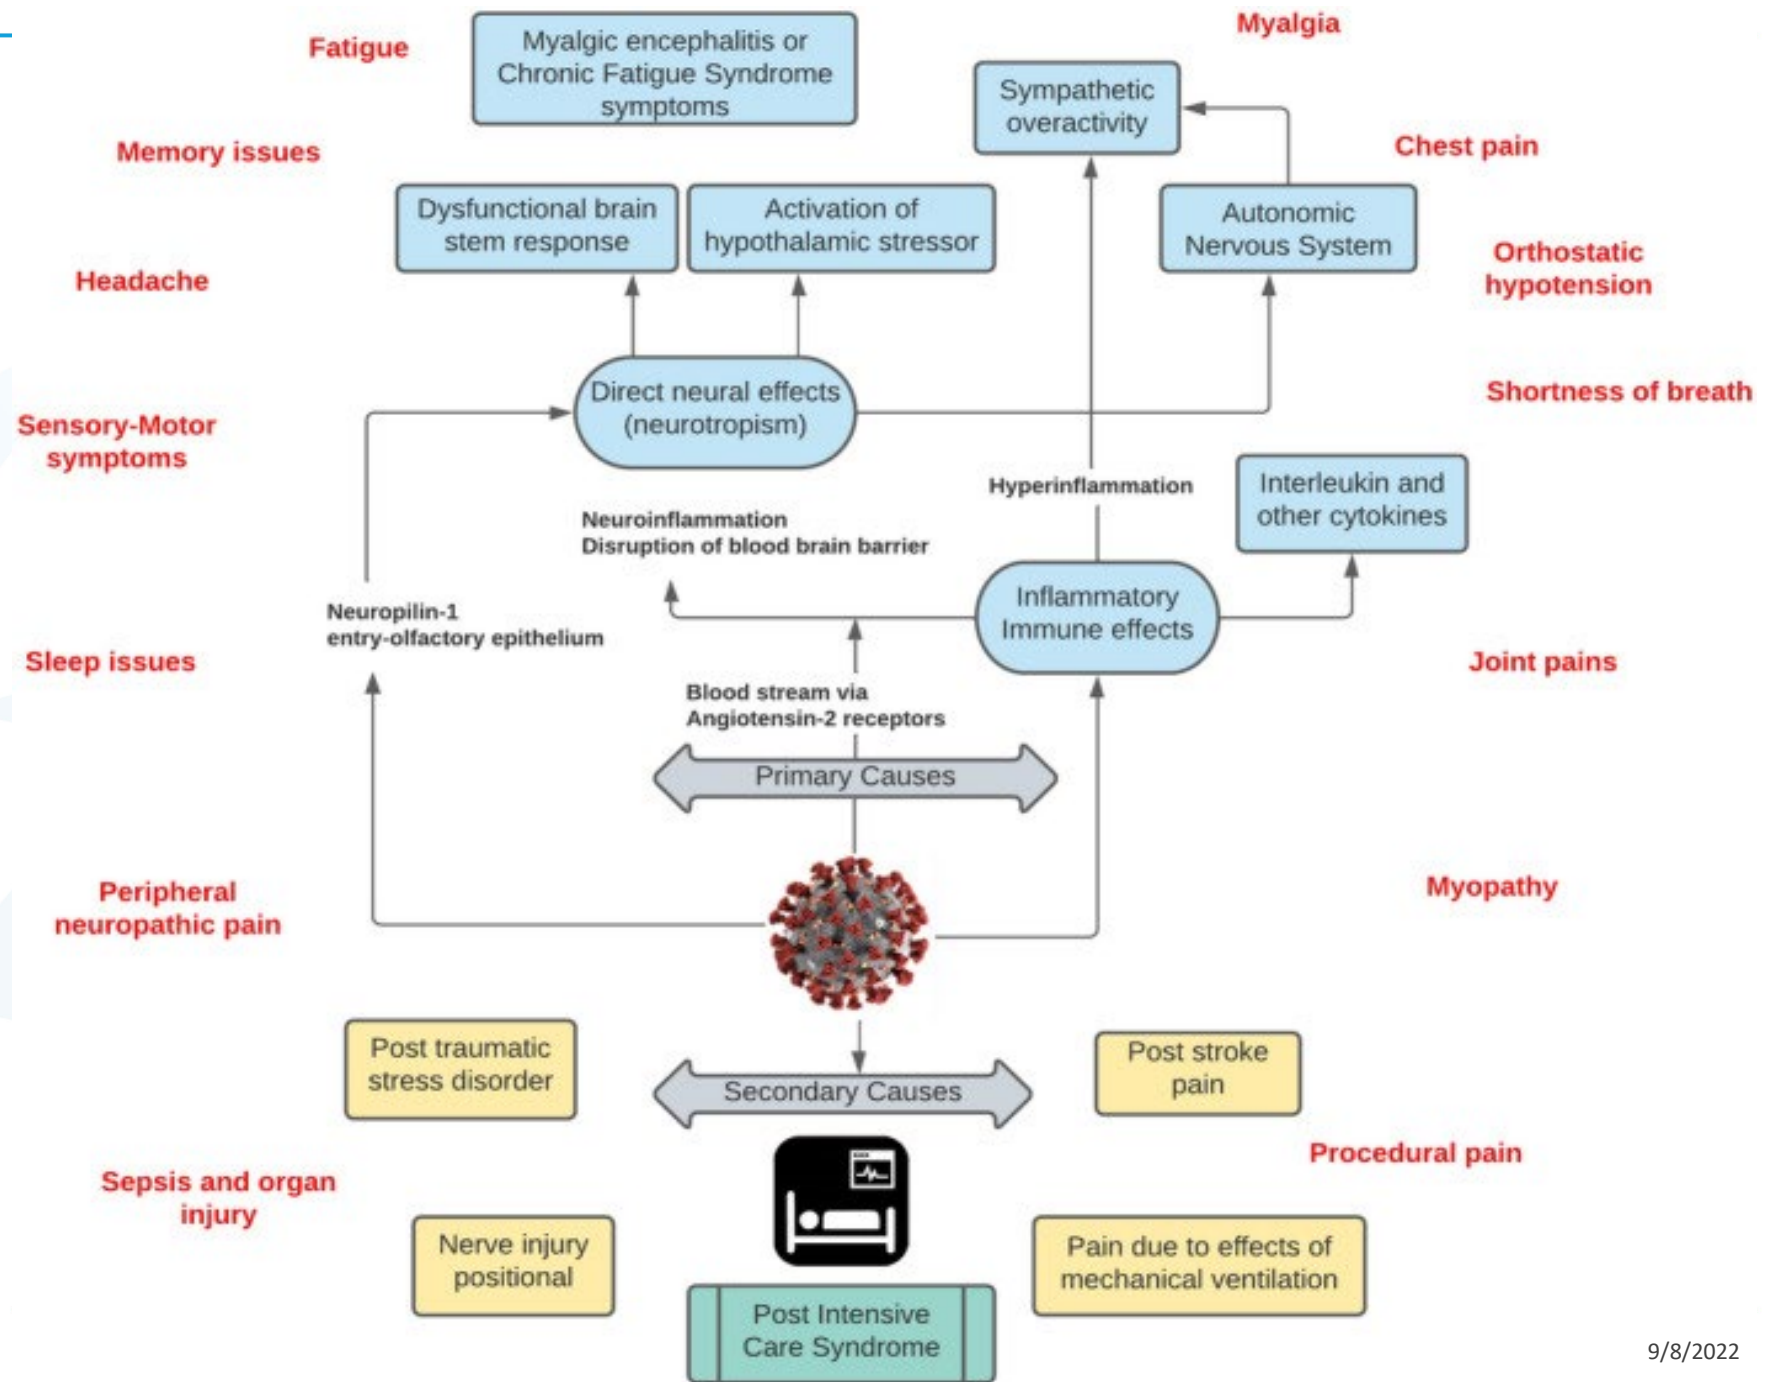 Myalgia
Fatigue
Myalgic encephalitis or
Chronic Fatigue Syndrome
symptoms
Sympathetic
overactivity
Memory issues
Chest pain
Dysfunctional brain
stem response
Activation of
hypothalamic stressor
Autonomic
Nervous System
Headache
Orthostatic
hypotension
Direct neural effects
(neurotropism)
Shortness of breath
Sensory-Motor
symptoms
Hyperinflammation
Interleukin and
other cytokines
Neuroinflammation
Disruption of blood brain barrier
Neuropilin-1
entry-olfactory epithelium
Inflammatory
Immune effects
Sleep issues
Joint pains
Blood stream via
Angiotensin-2 receptors
Primary Causes
Peripheral
neuropathic pain
Myopathy
Post traumatic
stress disorder
Secondary Causes
Post stroke
pain
Procedural pain
Sepsis and organ
injury
Nerve injury
positional
Pain due to effects of
mechanical ventilation
Post Intensive
Care Syndrome
9/8/2022